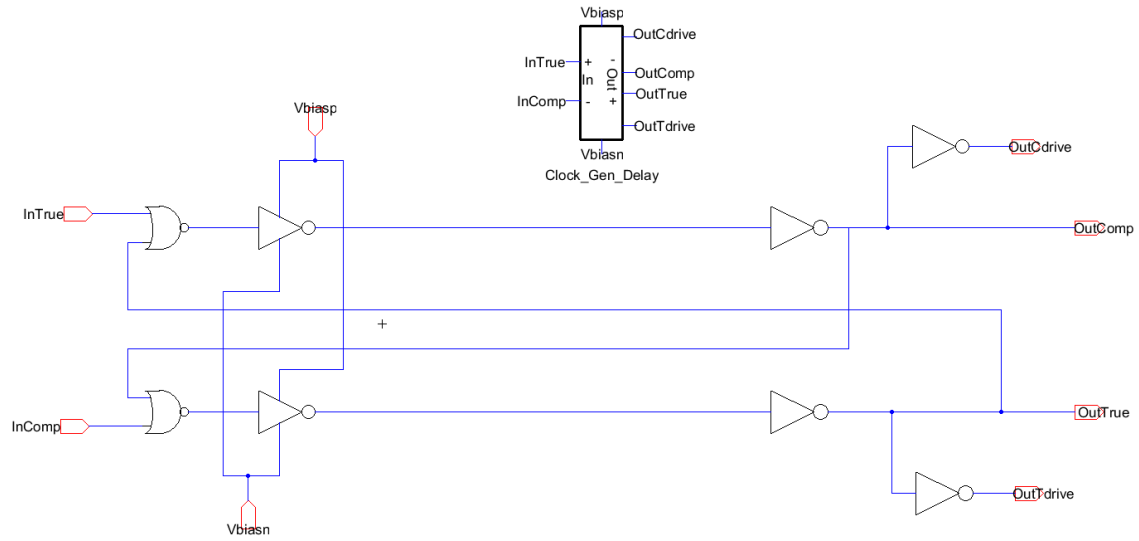 Vbiasp
OutCdrive
InTrue
+
-
In
Out
OutComp
OutTrue
InComp
-
+
OutTdrive
Vbiasn
Clock_Gen_Delay
Vbiasp
OutCdrive
InTrue
OutComp
InComp
OutTrue
OutTdrive
Vbiasn